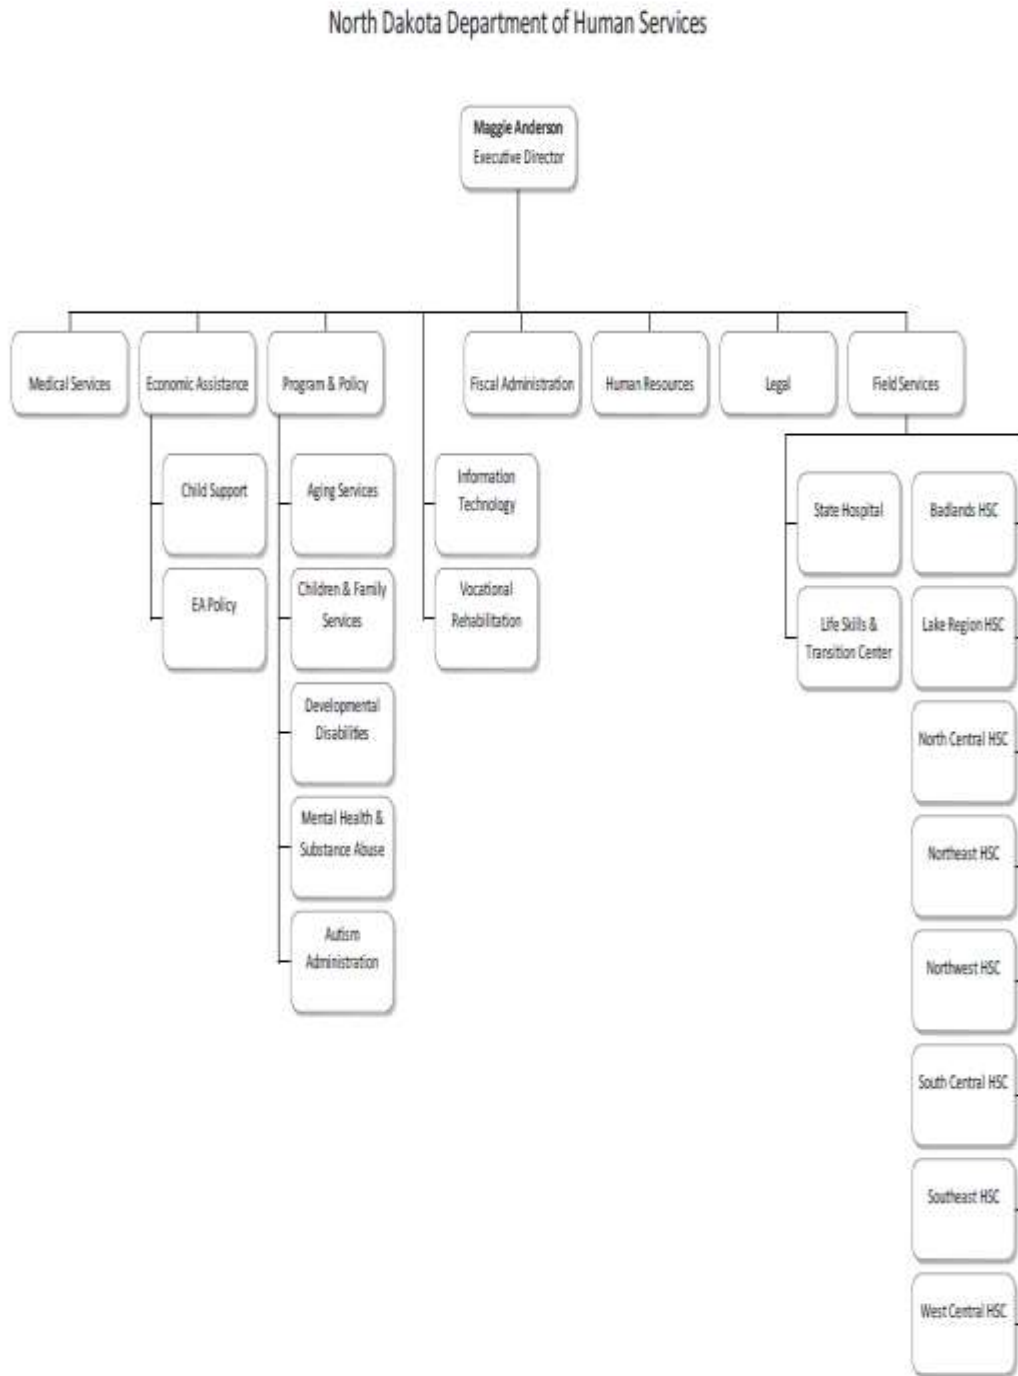 North Dakota Department of Human Services
Maggie Anderson
Executive Director
Medical Services
Economic Assistance
Program & Policy
Fiscal Administration
Human Resources
Legal
Field Services
Child Support
EA Policy
Aging Services
Children & Family
Services
Developmental
Disabilities
Mental Health &
Substance Abuse
Autism
Administration
Information
Technology
Vocational
Rehabilitation
State Hospital
Life Skills &
Transition Center
Badlands HSC
Lake Region HSC
North Central HSC
Northeast HSC
Northwest HSC
South Central HSC
Southeast HSC
West Central HSC